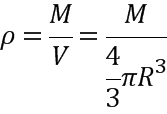 ρ = M/V = M/(4/3 πR³)